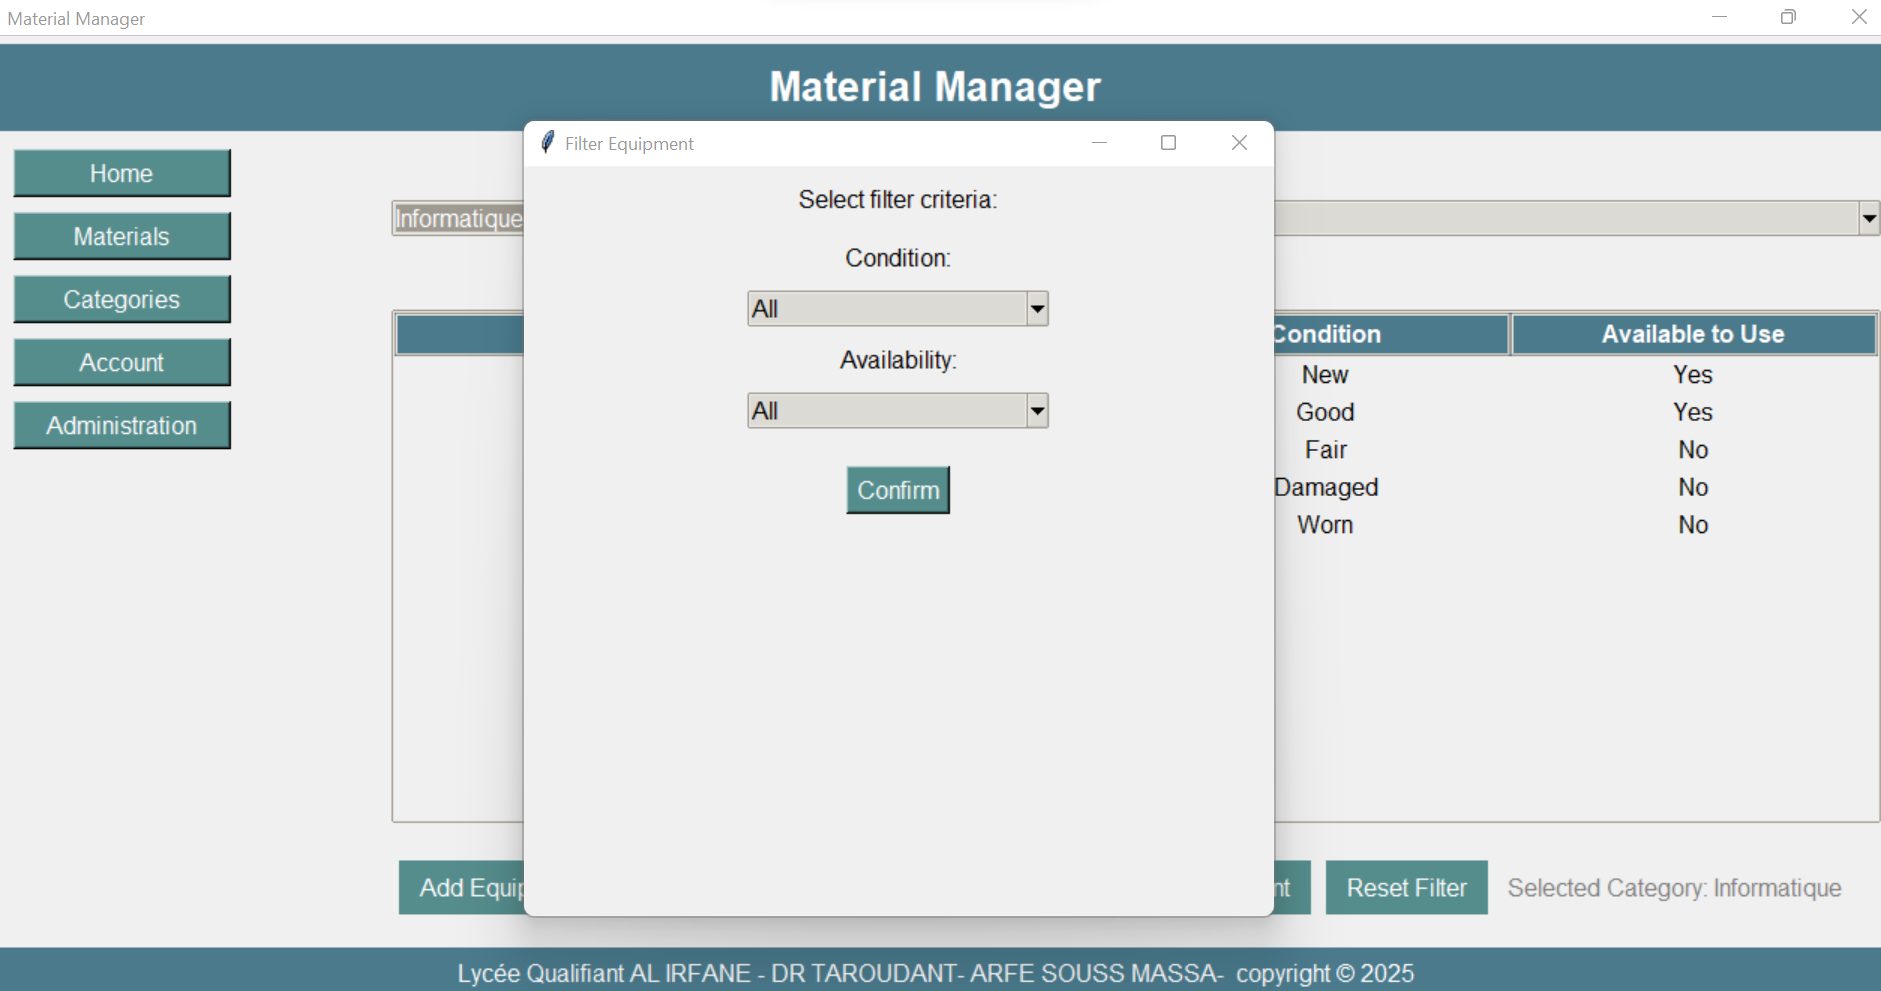 Material Manager
Material Manager
Home
Materials
Categories
Account
Administration
Informatique
Filter Equipment
Select filter criteria:
Condition:
All
Availability:
All
Confirm
Condition Available to Use
New Yes
Good Yes
Fair No
Damaged No
Worn No
Add Equip
nt
Reset Filter
Selected Category: Informatique
Lycée Qualifiant AL IRFANE - DR TAROUDANT- ARFE SOUSS MASSA- copyright © 2025